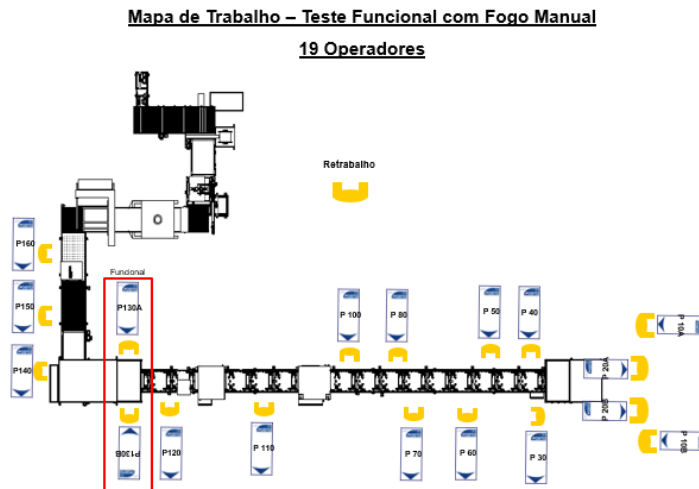 Mapa de Trabalho – Teste Funcional com Fogo Manual
19 Operadores
Retrabalho
P160
Funcional
P150
P130A
P 100
P 80
P 50
P 40
P 10A
P140
P 20A
P 20B
P130B
P120
P 110
P 70
P 60
P 30
P 10B